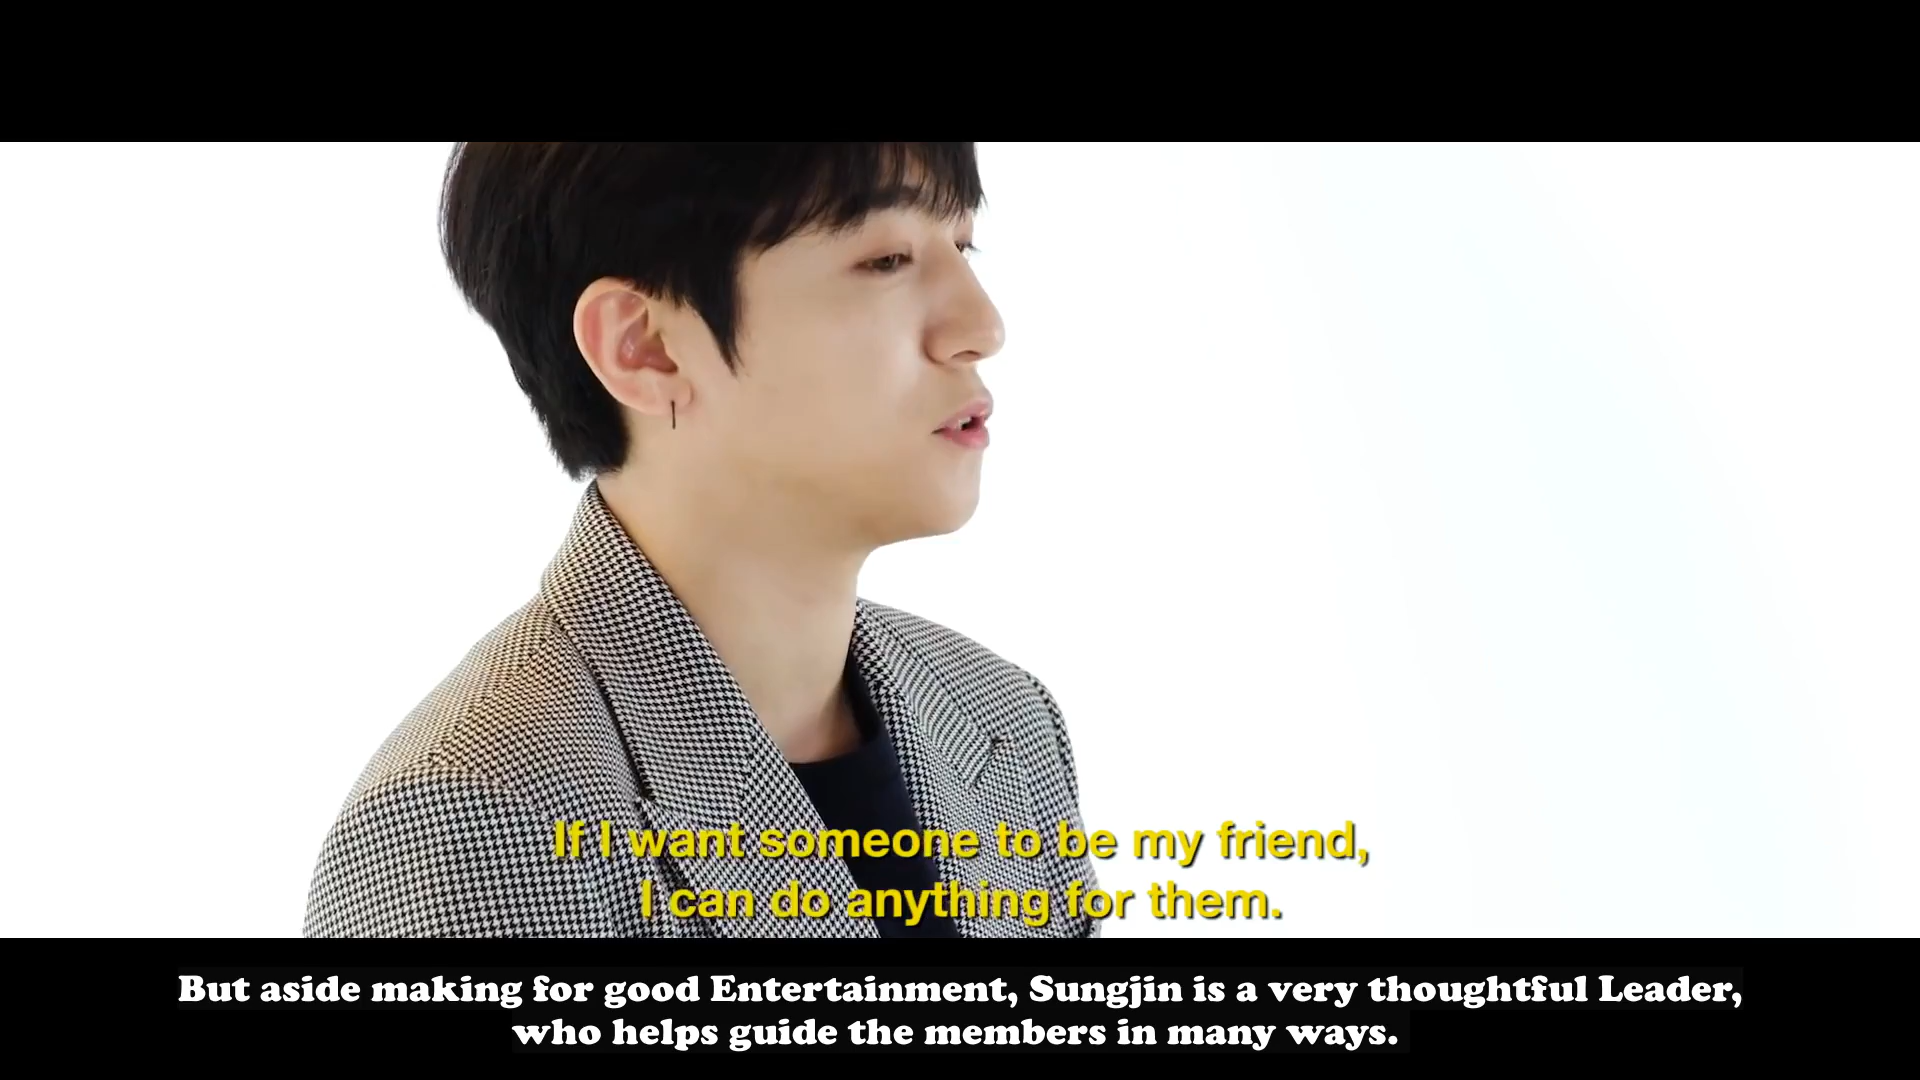 If I want someone to be my friend,
I can do anything for them.
But aside making for good Entertainment, Sungjin is a very thoughtful Leader,
who helps guide the members in many ways.